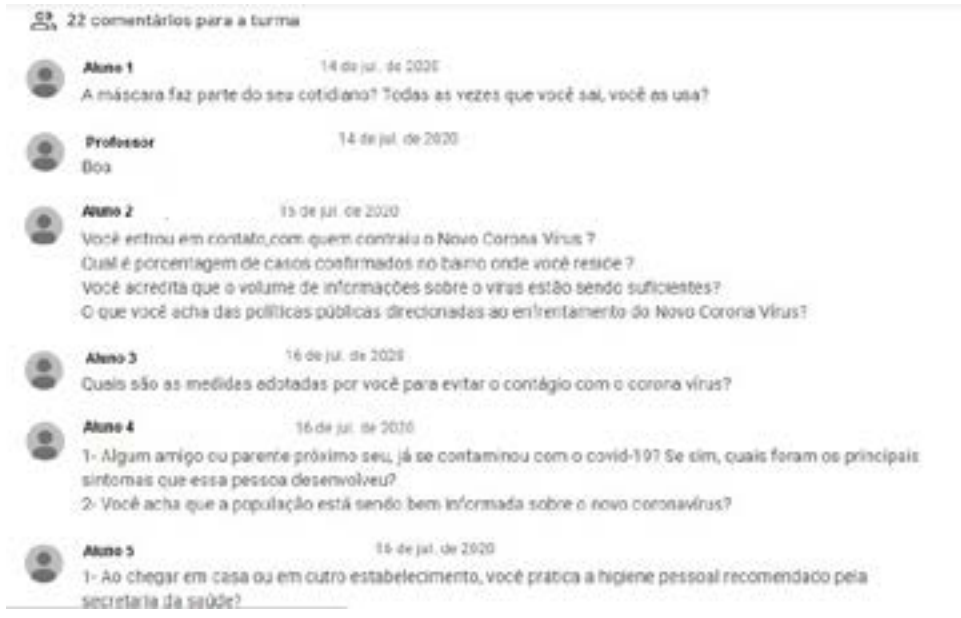 22 comentários para a turma
Aluno 1 14 de jul. de 2020
A máscara faz parte do seu cotidiano? Todas as vezes que você sai, você as usa?
Professor 14 de jul. de 2020
Boa
Aluno 2 15 de jul. de 2020
Você entrou em contato,com quem contraiu o Novo Corona Vírus ?
Qual é porcentagem de casos confirmados no bairro onde você reside ?
Você acredita que o volume de informações sobre o vírus estão sendo suficientes?
O que você acha das políticas públicas direcionadas ao enfrentamento do Novo Corona Vírus?
Aluno 3 16 de jul. de 2020
Quais são as medidas adotadas por você para evitar o contágio com o corona vírus?
Aluno 4 16 de jul. de 2020
1- Algum amigo ou parente próximo seu, já se contaminou com o covid-19? Se sim, quais foram os principais
sintomas que essa pessoa desenvolveu?
2- Você acha que a população está sendo bem informada sobre o novo coronavírus?
Aluno 5 16 de jul. de 2020
1- Ao chegar em casa ou em outro estabelecimento, você pratica a higiene pessoal recomendado pela
secretaria da saúde?